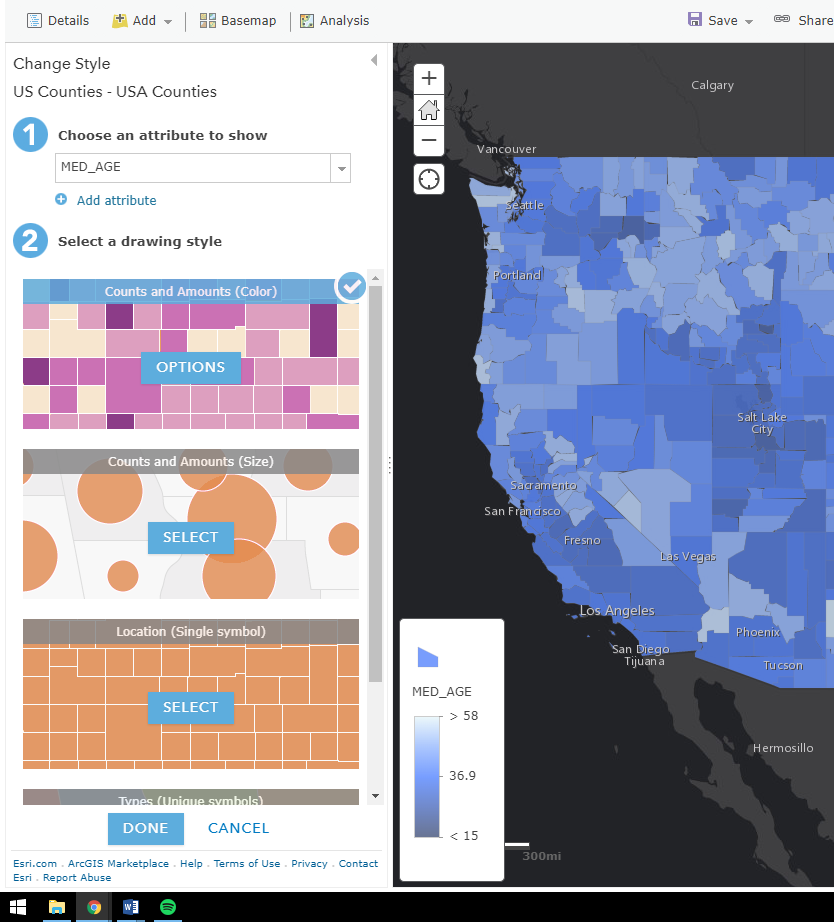 Details Add Basemap Analysis Save Share
Change Style
US Counties - USA Counties
1 Choose an attribute to show
MED_AGE
Add attribute
2 Select a drawing style
Counts and Amounts (Color)
OPTIONS
Counts and Amounts (Size)
SELECT
Location (Single symbol)
SELECT
Types (Unique symbols)
DONE CANCEL
Esri.com . ArcGIS Marketplace . Help . Terms of Use . Privacy . Contact
Esri . Report Abuse
+
−
Calgary
Vancouver
Seattle
Portland
Salt Lake
City
Sacramento
San Francisco
Fresno
Las Vegas
Los Angeles
Phoenix
San Diego
Tijuana
Tucson
Hermosillo
MED_AGE
> 58
36.9
< 15
300mi